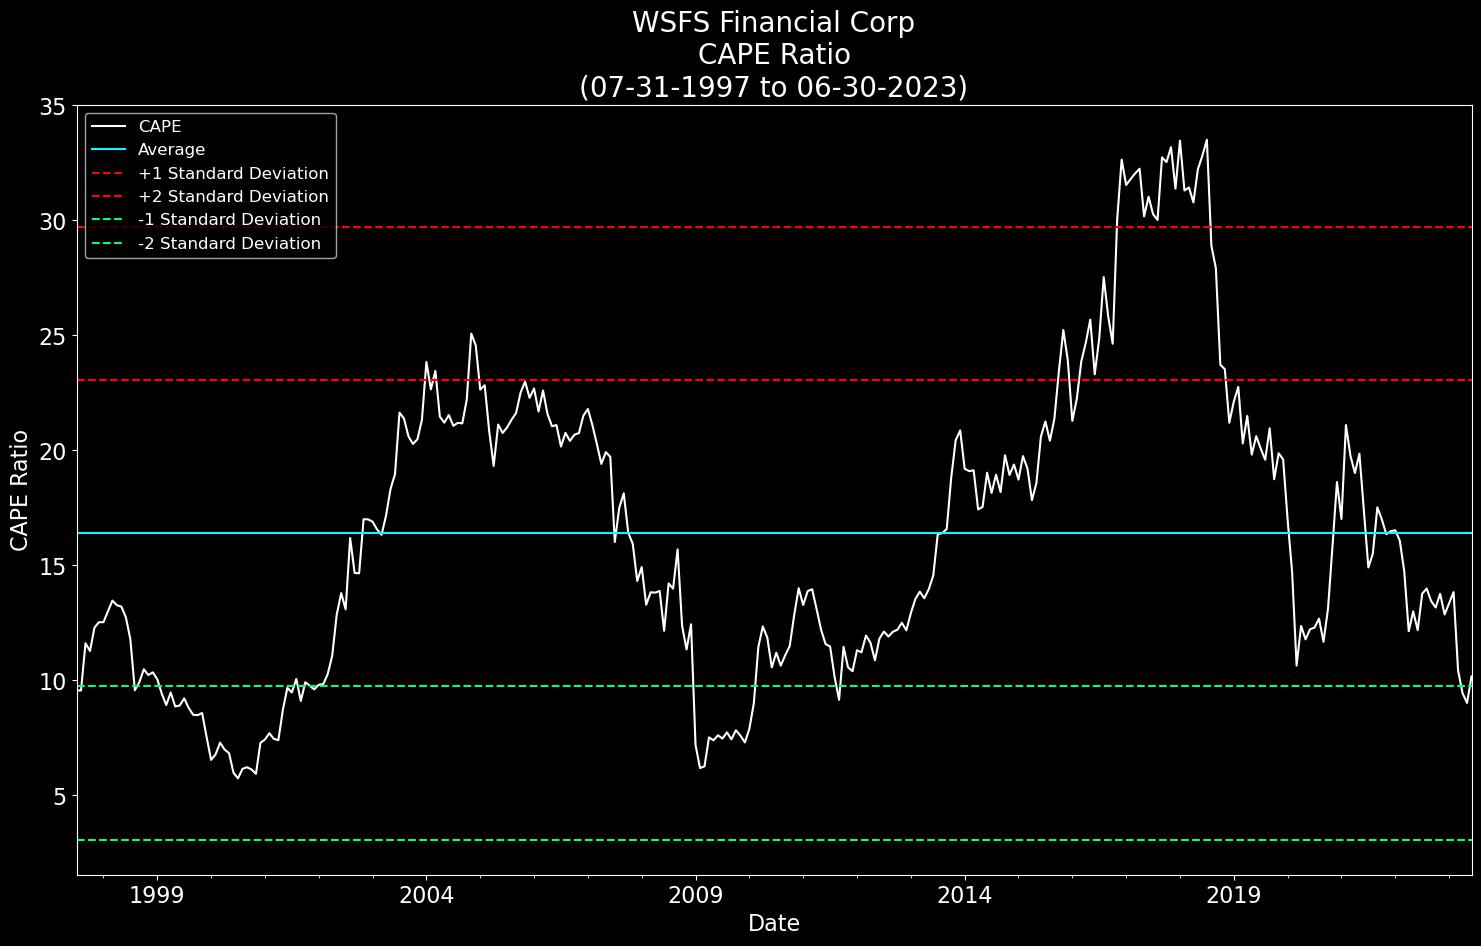 WSFS Financial Corp
CAPE Ratio
(07-31-1997 to 06-30-2023)
CAPE
Average
+1 Standard Deviation
+2 Standard Deviation
-1 Standard Deviation
-2 Standard Deviation
35
30
25
20
15
10
5
CAPE Ratio
1999
2004
2009
2014
2019
Date